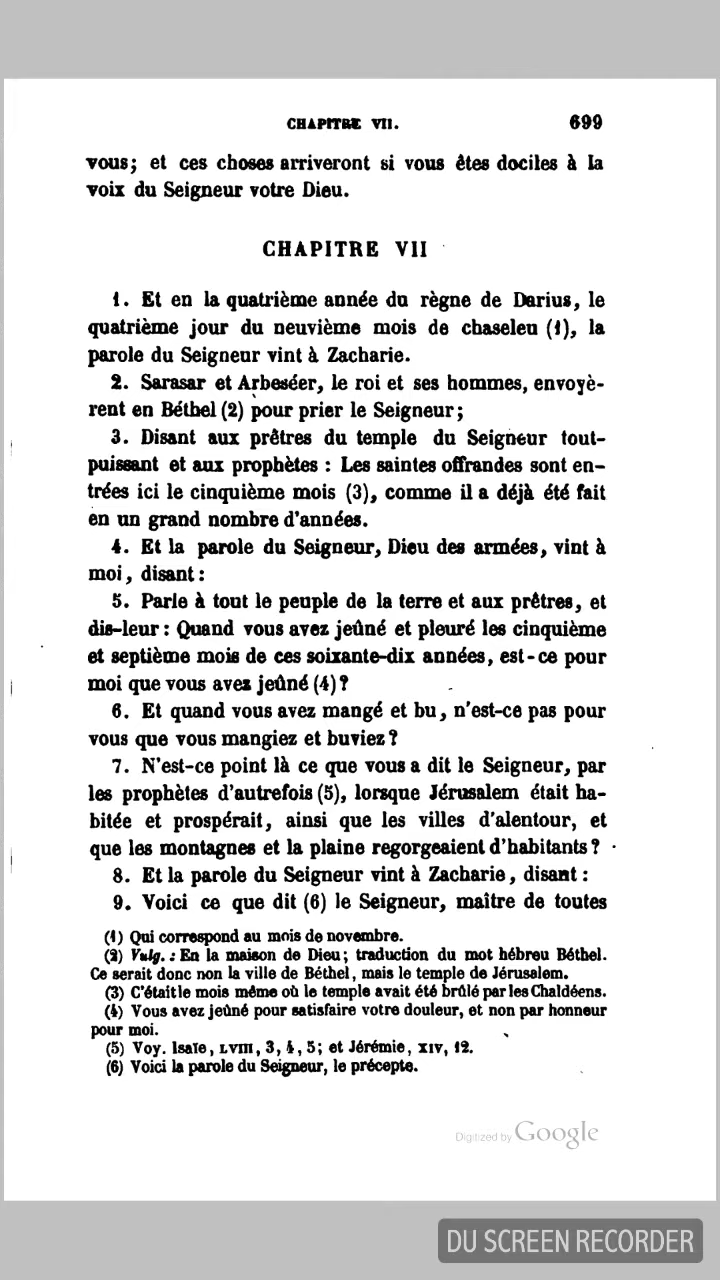 CHAPITRE VII.
699
vous; et ces choses arriveront si vous êtes dociles à la
voix du Seigneur votre Dieu.
CHAPITRE VII
1. Et en la quatrième année du règne de Darius, le
quatrième jour du neuvième mois de chaseleu (1), la
parole du Seigneur vint à Zacharie.
2. Sarasar et Arbeséer, le roi et ses hommes, envoyè-
rent en Béthel (2) pour prier le Seigneur;
3. Disant aux prêtres du temple du Seigneur tout-
puissant et aux prophètes : Les saintes offrandes sont en-
trées ici le cinquième mois (3), comme il a déjà été fait
en un grand nombre d'années.
4. Et la parole du Seigneur, Dieu des armées, vint à
moi, disant :
5. Parle à tout le peuple de la terre et aux prêtres, et
dis-leur : Quand vous avez jeûné et pleuré les cinquième
et septième mois de ces soixante-dix années, est-ce pour
moi que vous avez jeûné (4)?
6. Et quand vous avez mangé et bu, n'est-ce pas pour
vous que vous mangiez et buviez?
7. N'est-ce point là ce que vous a dit le Seigneur, par
les prophètes d'autrefois (5), lorsque Jérusalem était ha-
bitée et prospérait, ainsi que les villes d'alentour, et
que les montagnes et la plaine regorgeaient d'habitants?
8. Et la parole du Seigneur vint à Zacharie, disant :
9. Voici ce que dit (6) le Seigneur, maître de toutes
(1) Qui correspond au mois de novembre.
(2) Vulg. : En la maison de Dieu; traduction du mot hébreu Béthel.
Ce serait donc non la ville de Béthel, mais le temple de Jérusalem.
(3) C'était le mois même où le temple avait été brûlé par les Chaldéens.
(4) Vous avez jeûné pour satisfaire votre douleur, et non par honneur
pour moi.
(5) Voy. Isaïe, LVIII, 3, 4, 5; et Jérémie, XIV, 12.
(6) Voici la parole du Seigneur, le précepte.
Digitized by Google
DU SCREEN RECORDER